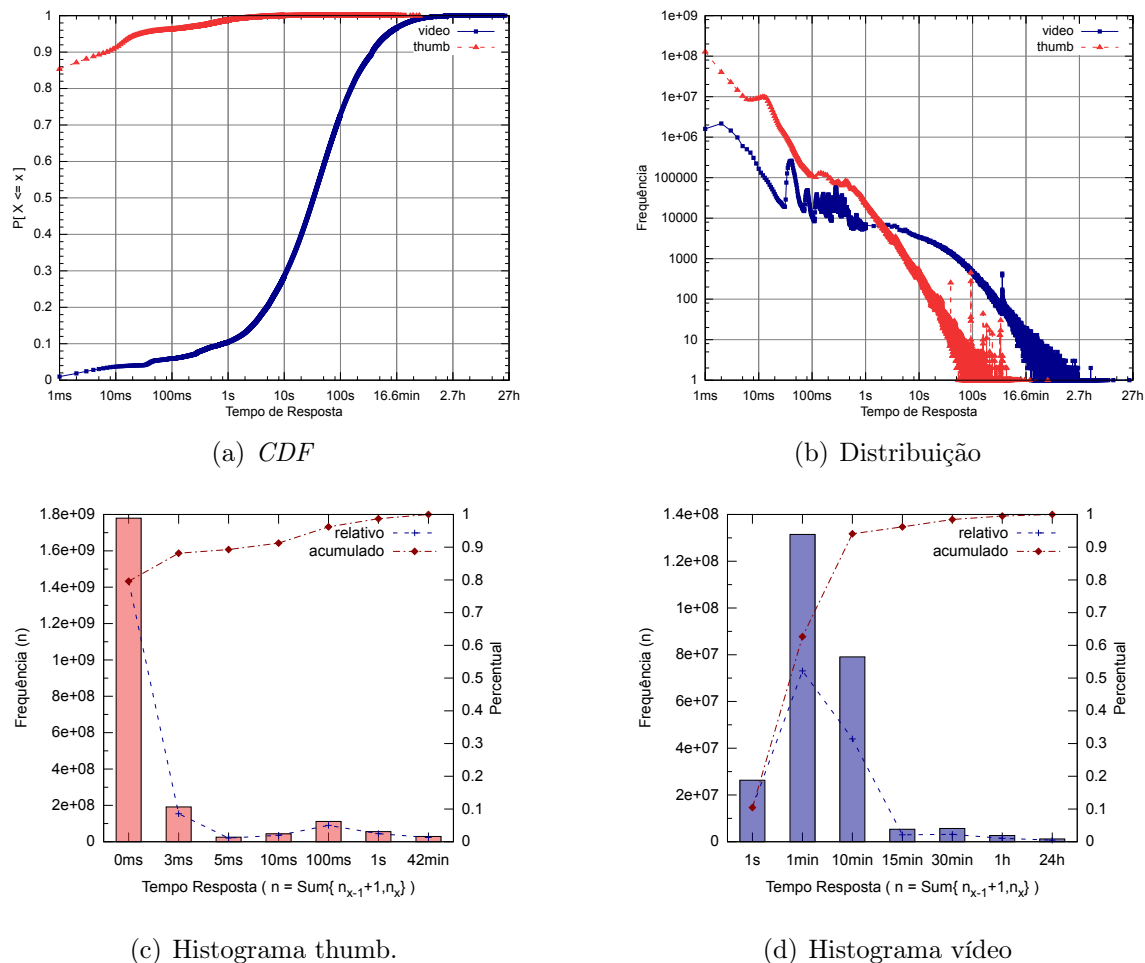 1
0.9
0.8
0.7
0.6
0.5
0.4
0.3
0.2
0.1
0
P[ X <= x]
video
thumb
1ms 10ms 100ms 1s 10s 100s 16.6min 2.7h 27h
Tempo de Resposta
(a) CDF
1e+09
1e+08
1e+07
1e+06
100000
10000
1000
100
10
1
Frequência
video
thumb
1ms 10ms 100ms 1s 10s 100s 16.6min 2.7h 27h
Tempo de Resposta
(b) Distribuição
1.8e+09
1.6e+09
1.4e+09
1.2e+09
1e+09
8e+08
6e+08
4e+08
2e+08
0
Frequência (n)
relativo
acumulado
1
0.9
0.8
0.7
0.6
0.5
0.4
0.3
0.2
0.1
0
Percentual
0ms 3ms 5ms 10ms 100ms 1s 42min
Tempo Resposta ( n = Sum{ n_{x-1}+1,n_x} )
(c) Histograma thumb.
1.4e+08
1.2e+08
1e+08
8e+07
6e+07
4e+07
2e+07
0
Frequência (n)
relativo
acumulado
1
0.9
0.8
0.7
0.6
0.5
0.4
0.3
0.2
0.1
0
Percentual
1s 1min 10min 15min 30min 1h 24h
Tempo Resposta ( n = Sum{ n_{x-1}+1,n_x} )
(d) Histograma vídeo